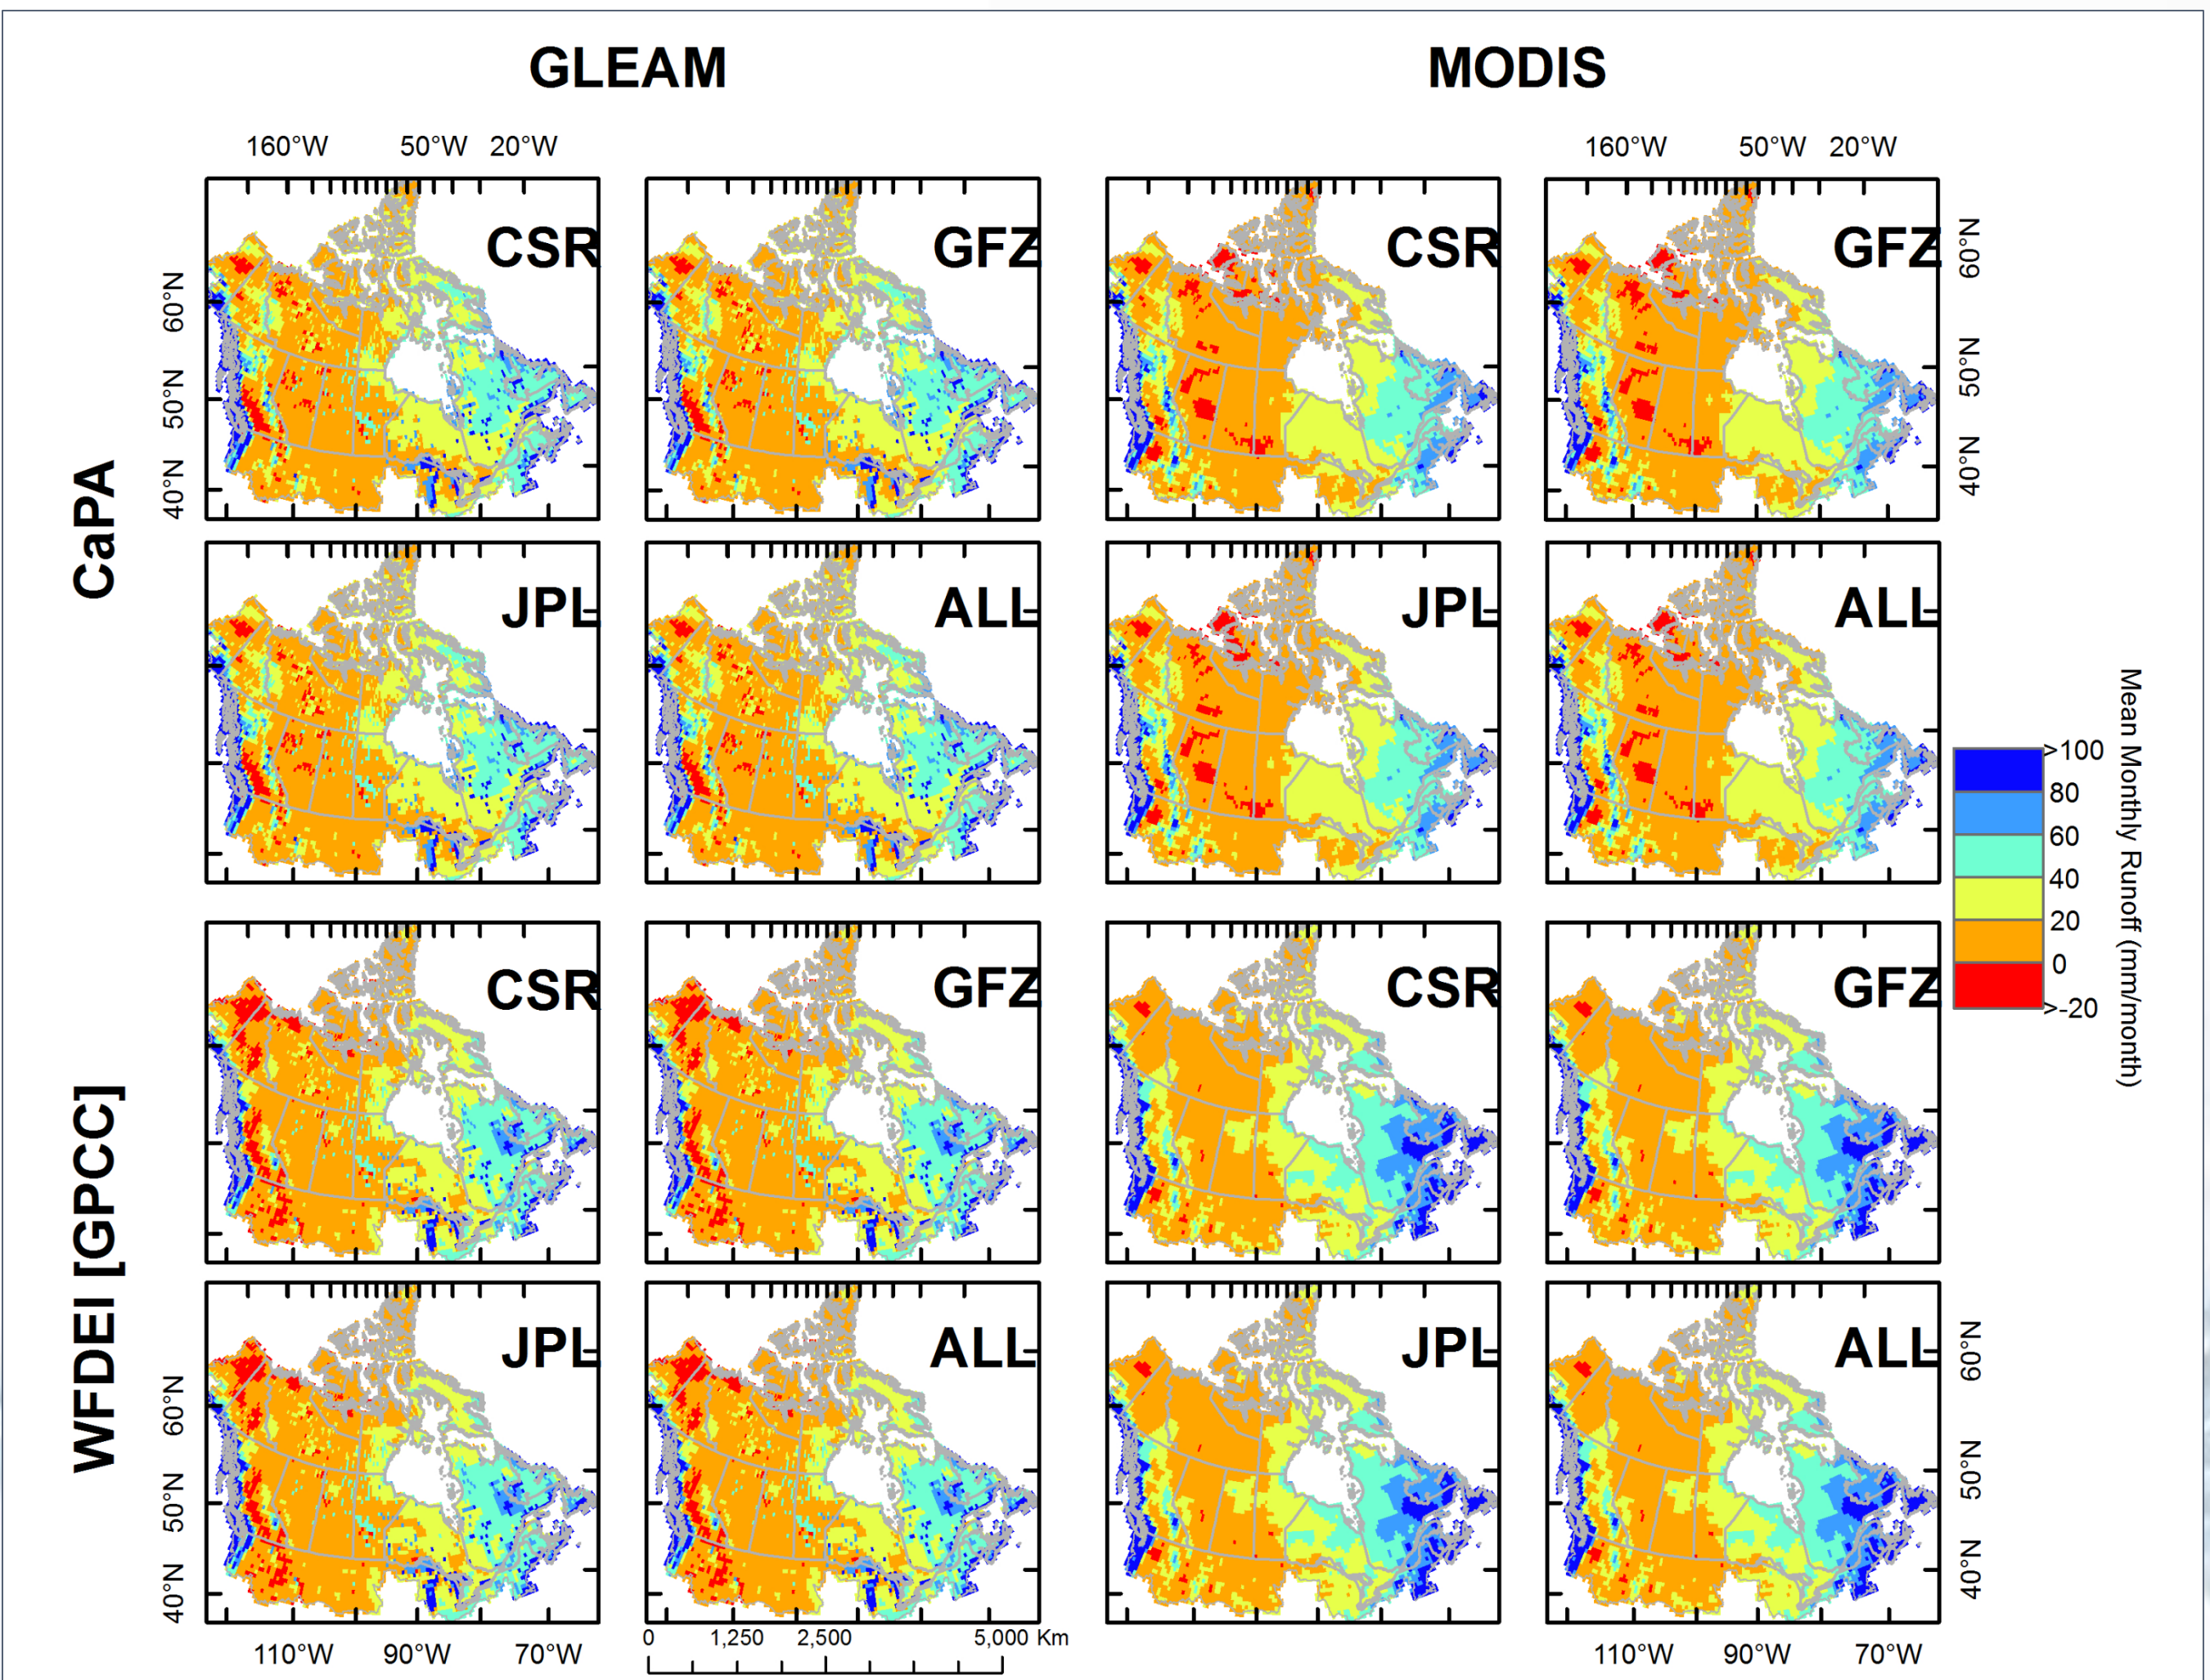 GLEAM MODIS
160°W 50°W 20°W 160°W 50°W 20°W
CSR GFZ CSR GFZ
60°N 50°N 40°N
60°N 50°N 40°N
CaPA
JPL ALL JPL ALL
Mean Monthly Runoff (mm/month)
>100
80
60
40
20
0
>-20
CSR GFZ CSR GFZ
WFDEI [GPCC]
JPL ALL JPL ALL
60°N 50°N 40°N
60°N 50°N 40°N
110°W 90°W 70°W
0 1,250 2,500 5,000 Km
110°W 90°W 70°W